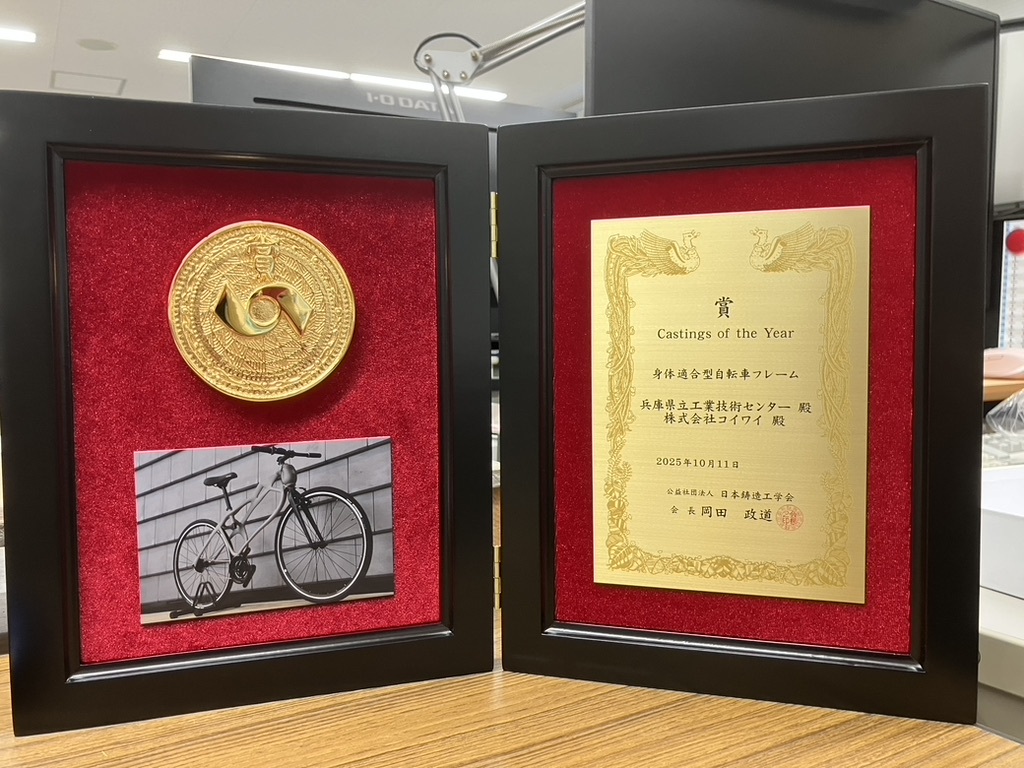 I-O DATA
賞
賞
Castings of the Year
身体適合型自転車フレーム
兵庫県立工業技術センター 殿
株式会社コイワイ 殿
2025年10月11日
公益社団法人 日本鋳造工学会
会長 岡田 政道